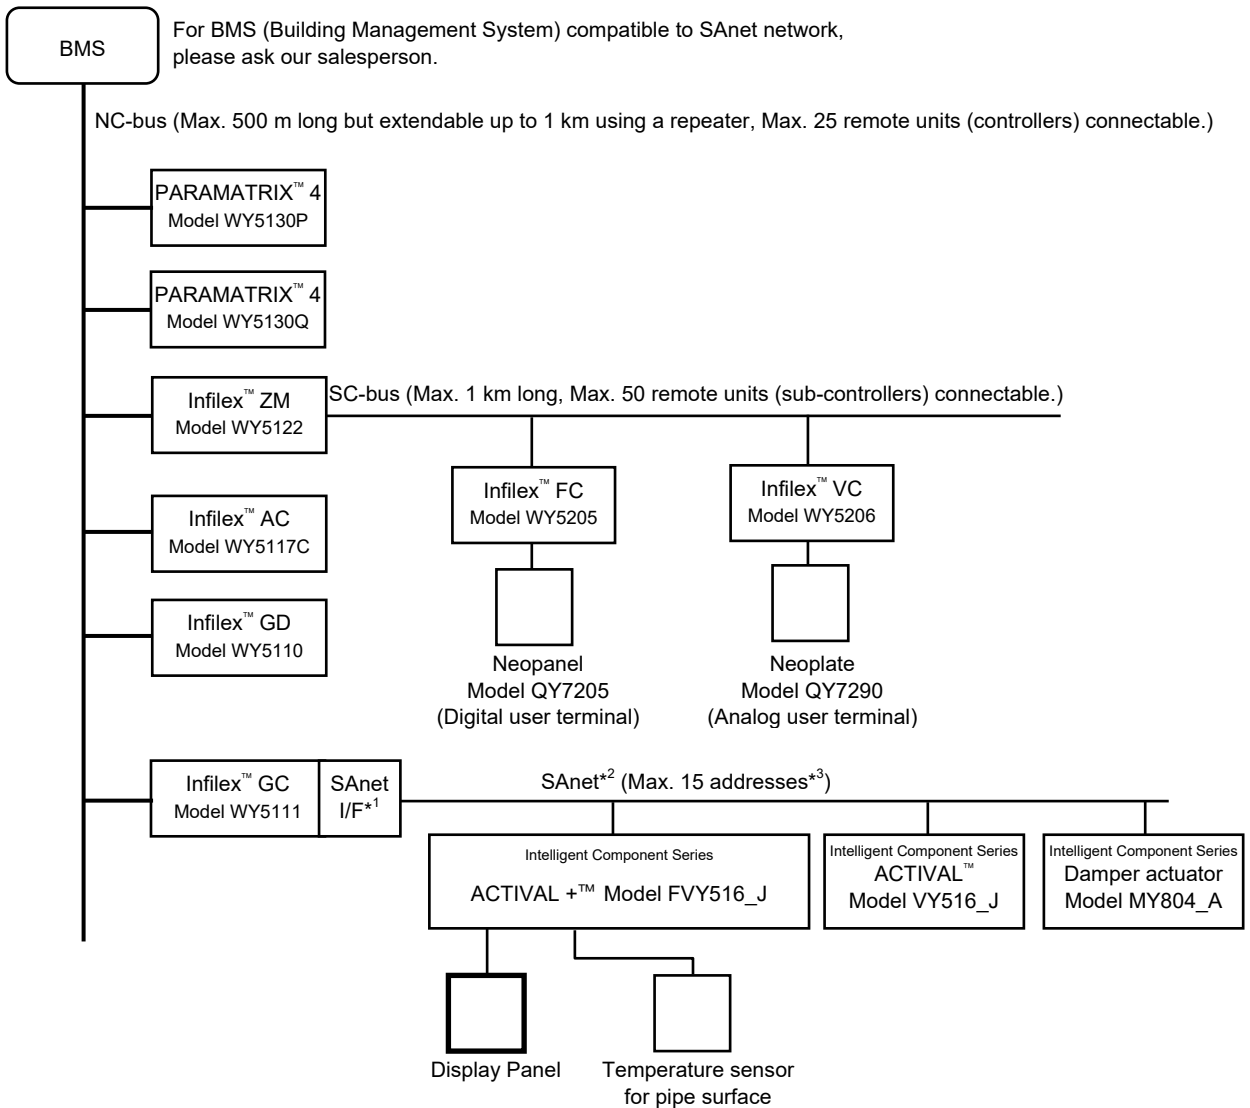 BMS
For BMS (Building Management System) compatible to SAnet network,
please ask our salesperson.
NC-bus (Max. 500 m long but extendable up to 1 km using a repeater, Max. 25 remote units (controllers) connectable.)
PARAMATRIX™ 4
Model WY5130P
PARAMATRIX™ 4
Model WY5130Q
Infilex™ ZM
Model WY5122
SC-bus (Max. 1 km long, Max. 50 remote units (sub-controllers) connectable.)
Infilex™ FC
Model WY5205
Infilex™ VC
Model WY5206
Infilex™ AC
Model WY5117C
Infilex™ GD
Model WY5110
Neopanel
Model QY7205
(Digital user terminal)
Neoplate
Model QY7290
(Analog user terminal)
Infilex™ GC
Model WY5111
SAnet
I/F*1
SAnet*2 (Max. 15 addresses*3)
Intelligent Component Series
ACTIVAL +™ Model FVY516_J
Intelligent Component Series
ACTIVAL™
Model VY516_J
Intelligent Component Series
Damper actuator
Model MY804_A
Display Panel
Temperature sensor
for pipe surface